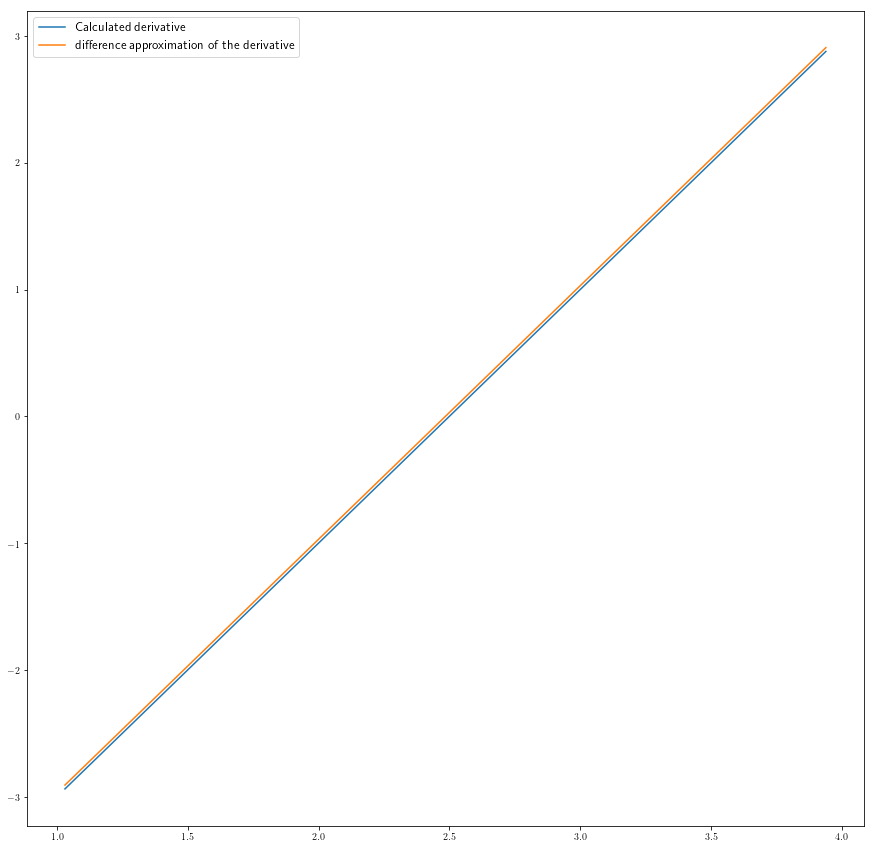 Calculated derivative
difference approximation of the derivative
3
2
1
0
−1
−2
−3
1.0 1.5 2.0 2.5 3.0 3.5 4.0